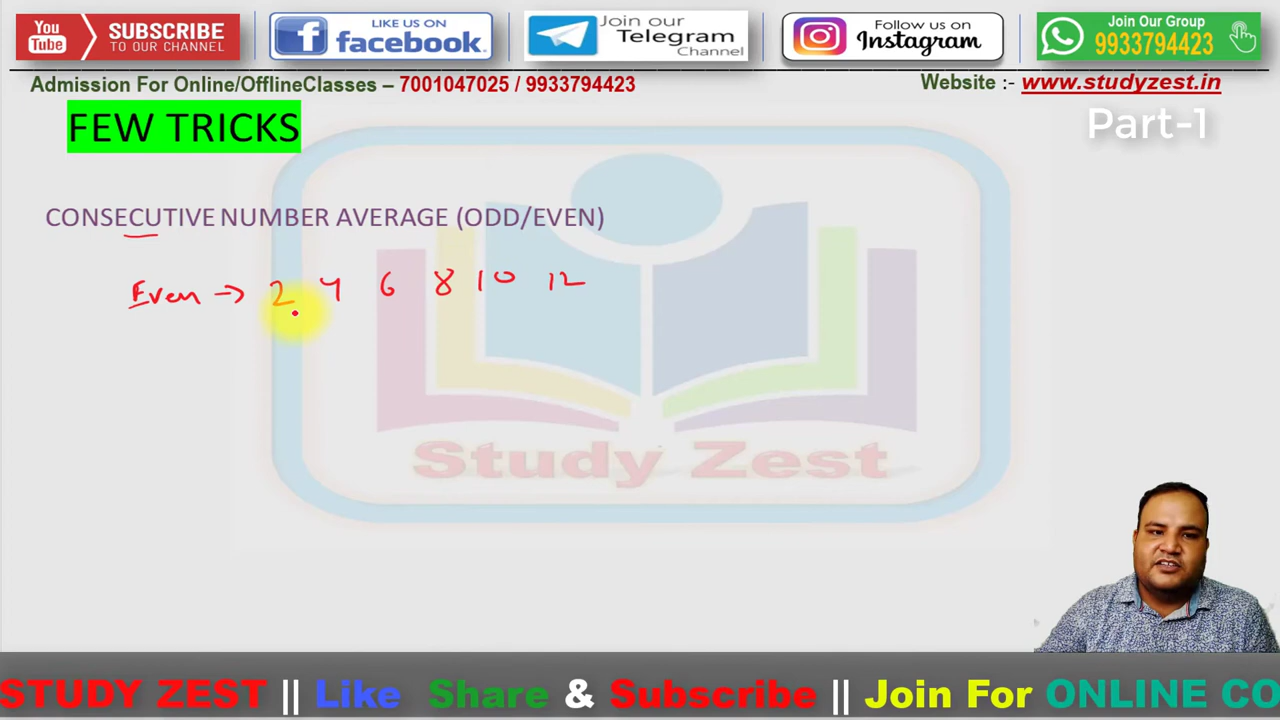 You Tube SUBSCRIBE TO OUR CHANNEL
LIKE US ON facebook.
Join our Telegram Channel
Follow us on Instagram
Join Our Group 9933794423
Admission For Online/OfflineClasses – 7001047025 / 9933794423
Website :- www.studyzest.in
FEW TRICKS
Part-1
CONSECUTIVE NUMBER AVERAGE (ODD/EVEN)
Even → 2 4 6 8 10 12
Study Zest
STUDY ZEST || Like Share & Subscribe || Join For ONLINE CO